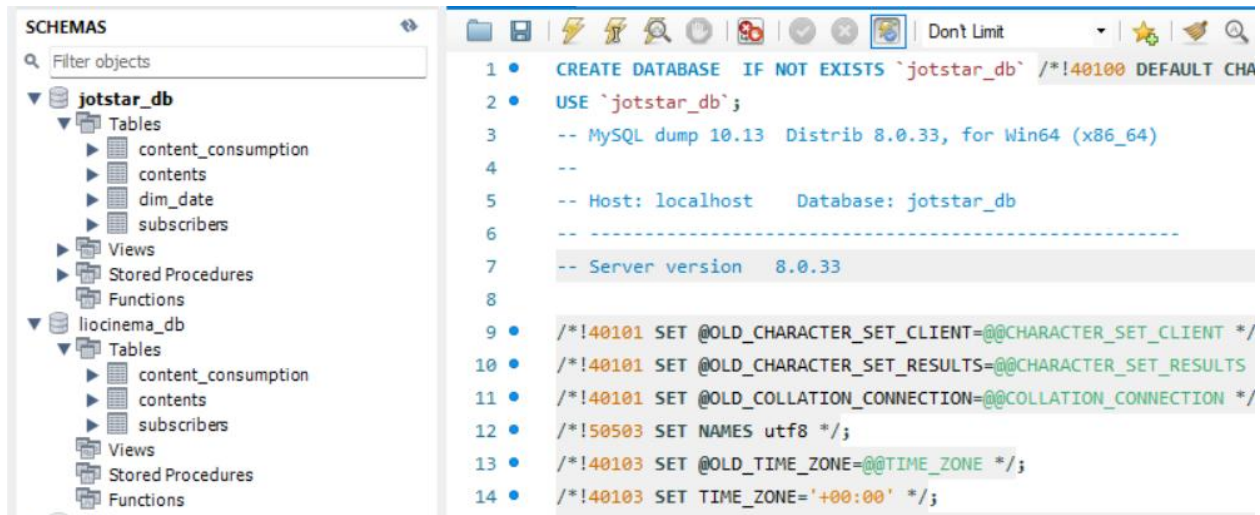 SCHEMAS
Filter objects
jotstar_db
Tables
content_consumption
contents
dim_date
subscribers
Views
Stored Procedures
Functions
liocinema_db
Tables
content_consumption
contents
subscribers
Views
Stored Procedures
Functions
Don't Limit
1 CREATE DATABASE  IF NOT EXISTS `jotstar_db` /*!40100 DEFAULT CHA
2 USE `jotstar_db`;
3 -- MySQL dump 10.13  Distrib 8.0.33, for Win64 (x86_64)
4 --
5 -- Host: localhost    Database: jotstar_db
6 -- ------------------------------------------------------
7 -- Server version   8.0.33
8
9 /*!40101 SET @OLD_CHARACTER_SET_CLIENT=@@CHARACTER_SET_CLIENT */
10 /*!40101 SET @OLD_CHARACTER_SET_RESULTS=@@CHARACTER_SET_RESULTS
11 /*!40101 SET @OLD_COLLATION_CONNECTION=@@COLLATION_CONNECTION */
12 /*!50503 SET NAMES utf8 */;
13 /*!40103 SET @OLD_TIME_ZONE=@@TIME_ZONE */;
14 /*!40103 SET TIME_ZONE='+00:00' */;